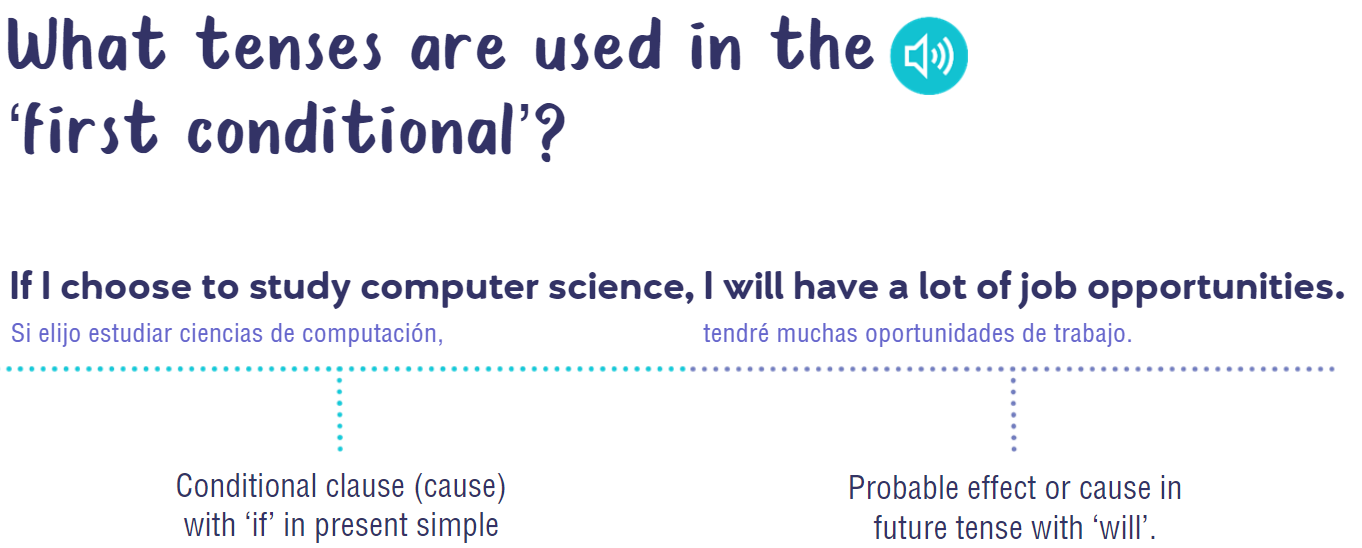 What tenses are used in the
‘first conditional’?
If I choose to study computer science, I will have a lot of job opportunities.
Si elijo estudiar ciencias de computación, tendré muchas oportunidades de trabajo.
Conditional clause (cause)
with ‘if’ in present simple
Probable effect or cause in
future tense with ‘will’.